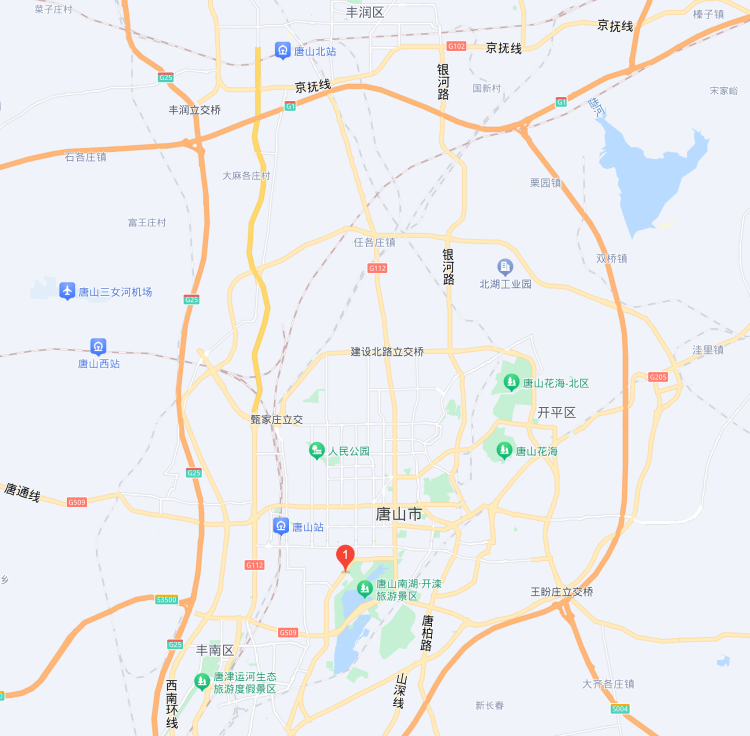 菜子庄村
丰润区
榛子镇
京抚线
G102
京抚线
唐山北站
G25
银河路
京抚线
国新村
宋家峪
G1
G1
陡河
丰润立交桥
石各庄镇
大麻各庄村
栗园镇
富王庄村
任各庄镇
银河路
双桥镇
G112
北湖工业园
唐山三女河机场
G25
唐山西站
建设北路立交桥
洼里镇
G205
唐山花海-北区
开平区
甄家庄立交
人民公园
唐山花海
G25
唐通线
G509
唐山市
唐山站
1
G112
乡
唐山南湖·开滦
旅游景区
王盼庄立交桥
S3500
G509
唐柏路
G25
丰南区
唐津运河生态
旅游度假景区
西南环线
山深线
大齐各庄镇
新长春
S004